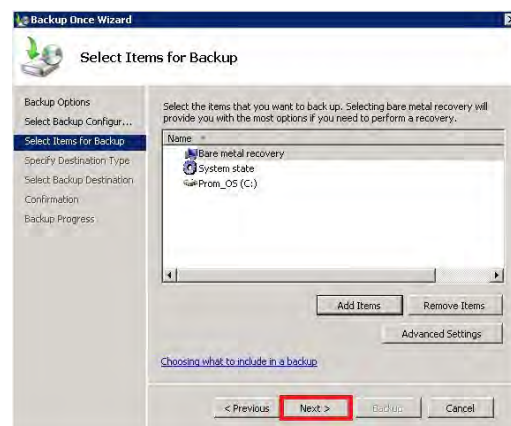 Backup Once Wizard
Select Items for Backup
Backup Options
Select Backup Configur...
Select Items for Backup
Specify Destination Type
Select Backup Destination
Confirmation
Backup Progress
Select the items that you want to back up. Selecting bare metal recovery will
provide you with the most options if you need to perform a recovery.
Name
Bare metal recovery
System state
Prom_OS (C:)
Add Items
Remove Items
Advanced Settings
Choosing what to include in a backup
< Previous
Next >
Backup
Cancel